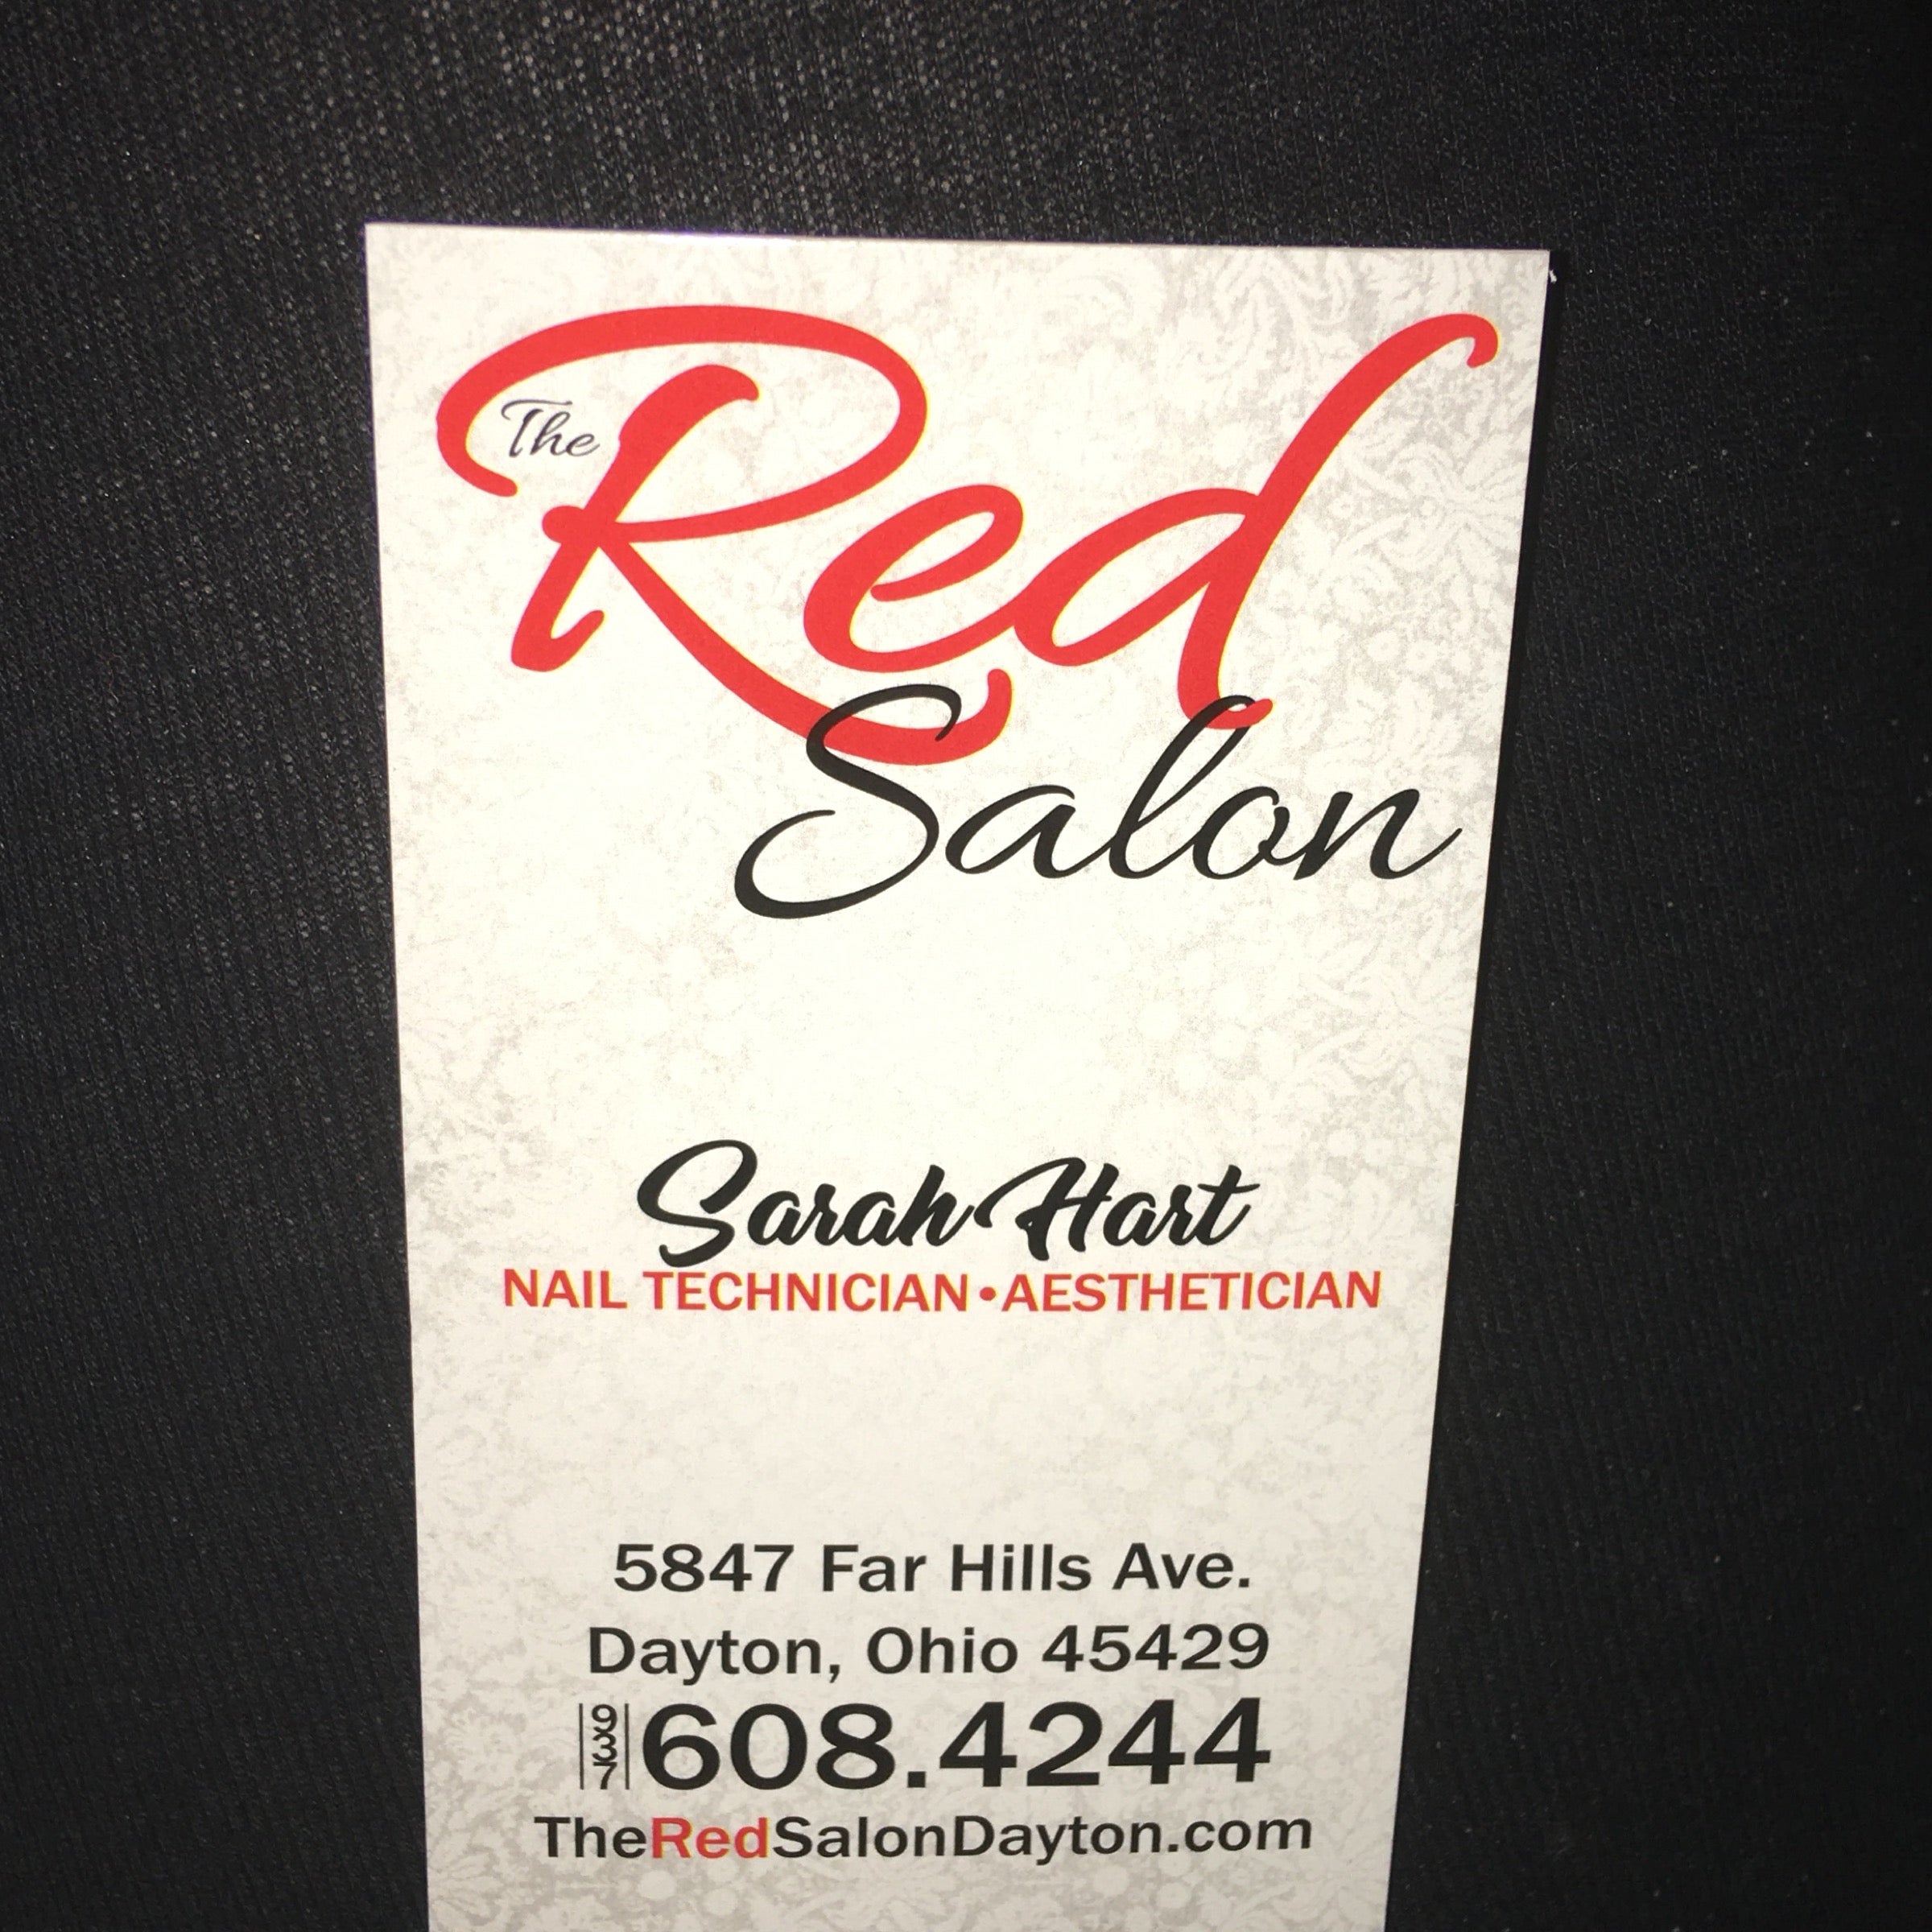 The Red
Salon
Sarah Hart
NAIL TECHNICIAN•AESTHETICIAN
5847 Far Hills Ave.
Dayton, Ohio 45429
937 608.4244
TheRedSalonDayton.com